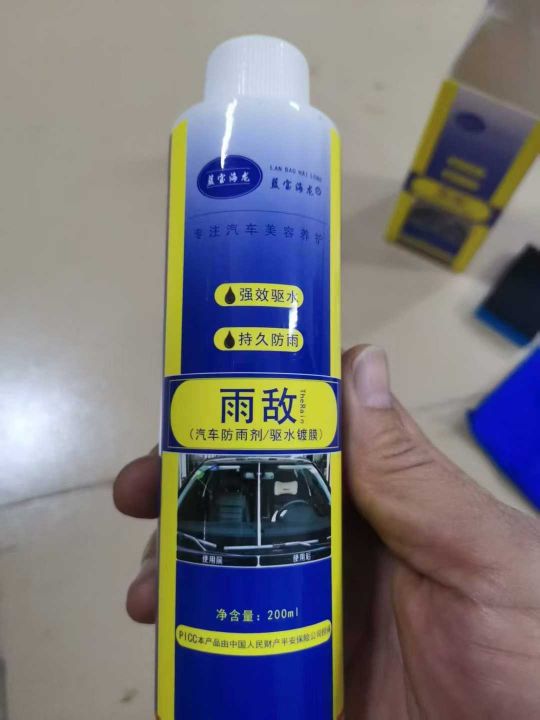 蓝宝海龙
LAN BAO HAI LONG
蓝宝海龙®
专注汽车美容养护
强效驱水
持久防雨
雨敌
TheRain
(汽车防雨剂/驱水镀膜)
使用前
使用后
净含量: 200ml
PICC本产品由中国人民财产平安保险公司
雨敌